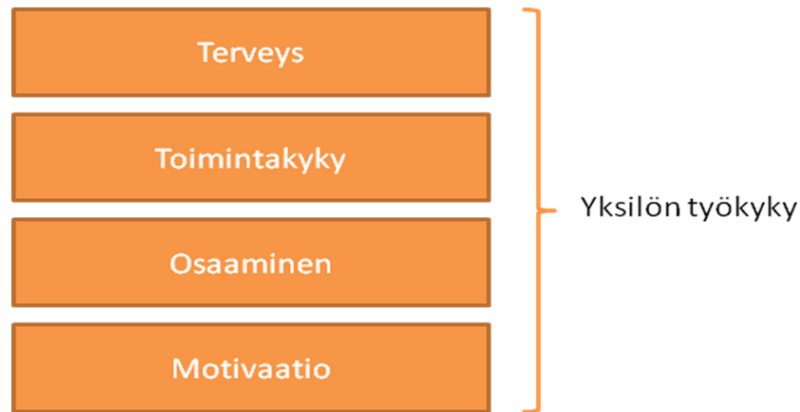 Terveys
Toimintakyky
Osaaminen
Motivaatio
Yksilön työkyky